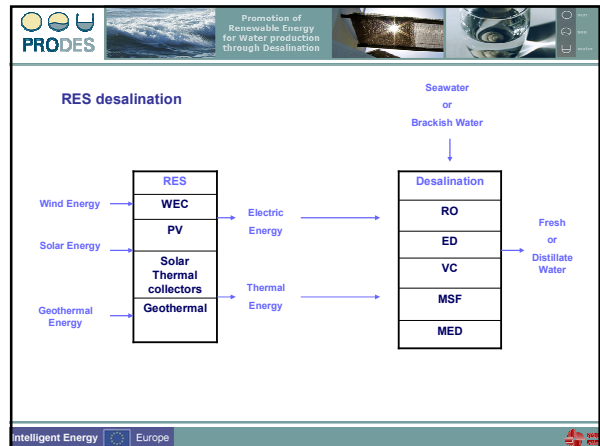 PRODES
Promotion of
Renewable Energy
for Water production
through Desalination
RES desalination
Seawater
or
Brackish Water
RES
WEC
PV
Solar
Thermal
collectors
Geothermal
Wind Energy
Solar Energy
Geothermal
Energy
Electric
Energy
Thermal
Energy
Desalination
RO
ED
VC
MSF
MED
Fresh
or
Distillate
Water
Intelligent Energy
Europe